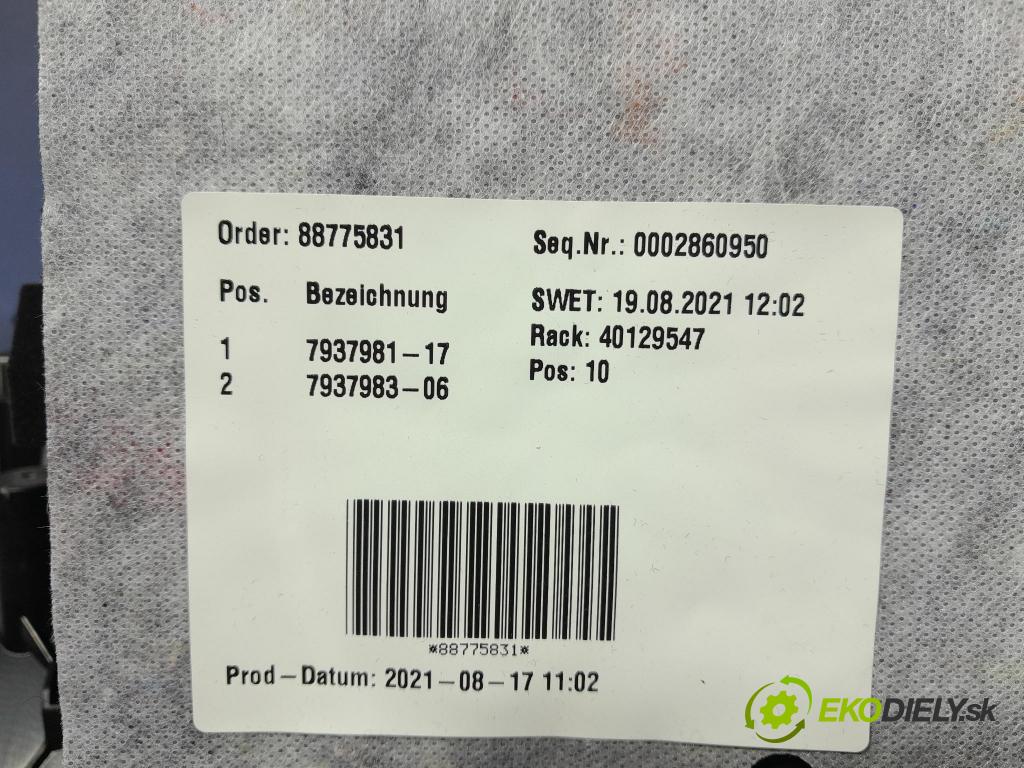 Order: 88775831
Seq.Nr.: 0002860950
Pos. Bezeichnung
SWET: 19.08.2021 12:02
1 7937981-17
Rack: 40129547
2 7937983-06
Pos: 10
*88775831*
Prod-Datum: 2021-08-17 11:02
EKODIELY.sk